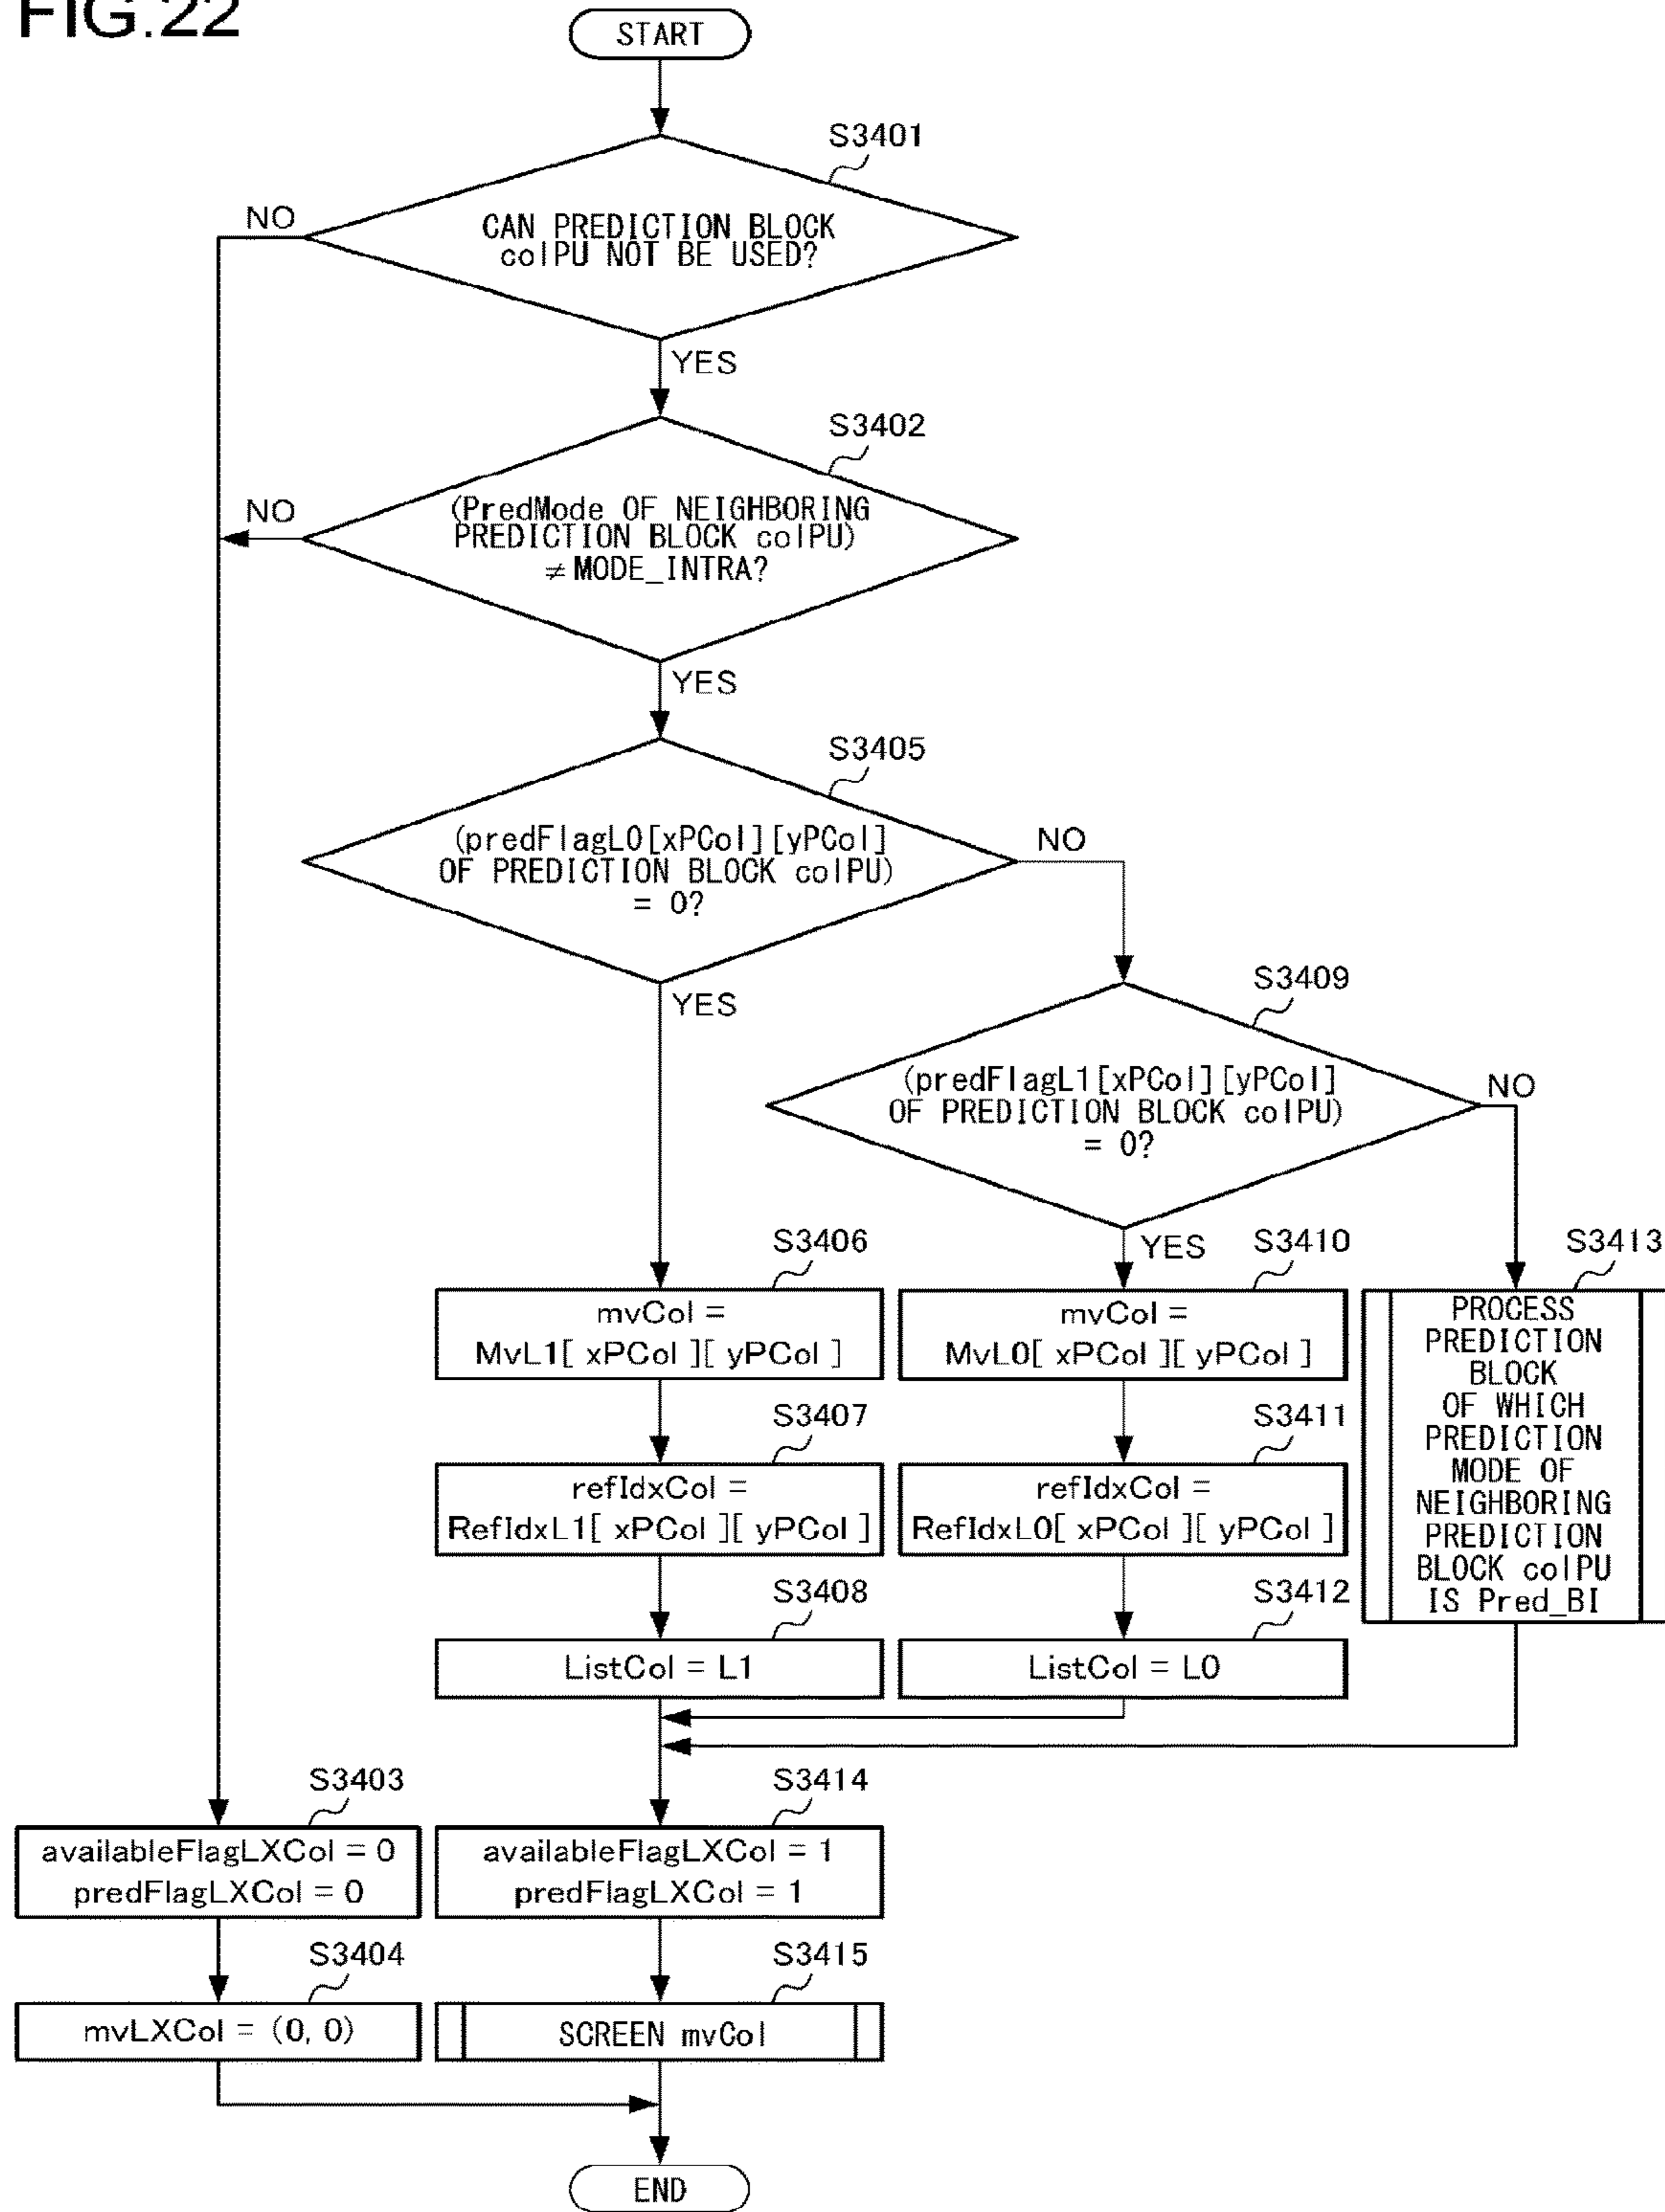 FIG.22
START
S3401
CAN PREDICTION BLOCK
colPU NOT BE USED?
NO
YES
S3402
(PredMode OF NEIGHBORING
PREDICTION BLOCK colPU)
≠ MODE_INTRA?
NO
YES
S3405
(predFlagL0[xPCol][yPCol]
OF PREDICTION BLOCK colPU)
= 0?
NO
YES
S3409
(predFlagL1[xPCol][yPCol]
OF PREDICTION BLOCK colPU)
= 0?
NO
YES
S3406
mvCol =
MvL1[ xPCol ][ yPCol ]
S3410
mvCol =
MvL0[ xPCol ][ yPCol ]
S3413
PROCESS
PREDICTION
BLOCK
OF WHICH
PREDICTION
MODE OF
NEIGHBORING
PREDICTION
BLOCK colPU
IS Pred_BI
S3407
refIdxCol =
RefIdxL1[ xPCol ][ yPCol ]
S3411
refIdxCol =
RefIdxL0[ xPCol ][ yPCol ]
S3408
ListCol = L1
S3412
ListCol = L0
S3403
availableFlagLXCol = 0
predFlagLXCol = 0
S3414
availableFlagLXCol = 1
predFlagLXCol = 1
S3404
mvLXCol = (0, 0)
S3415
SCREEN mvCol
END